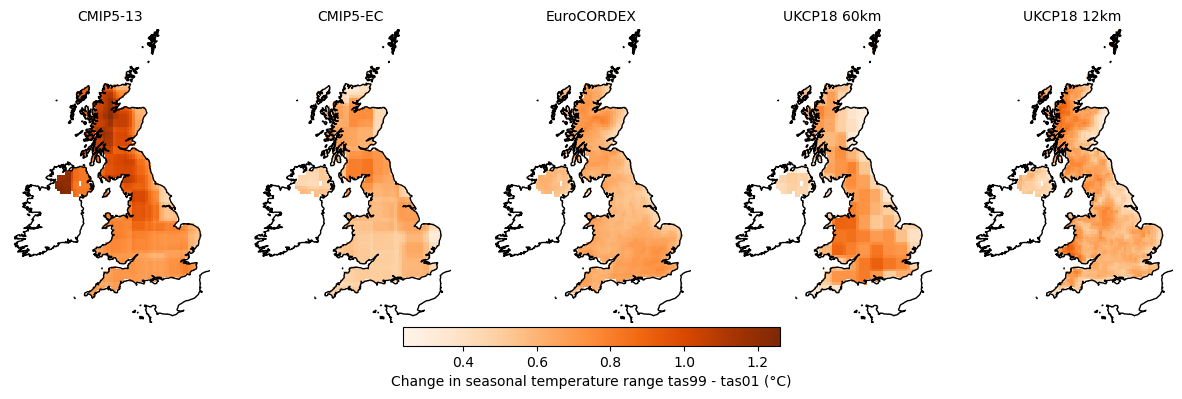 CMIP5-13 CMIP5-EC EuroCORDEX UKCP18 60km UKCP18 12km
0.4 0.6 0.8 1.0 1.2
Change in seasonal temperature range tas99 - tas01 (°C)